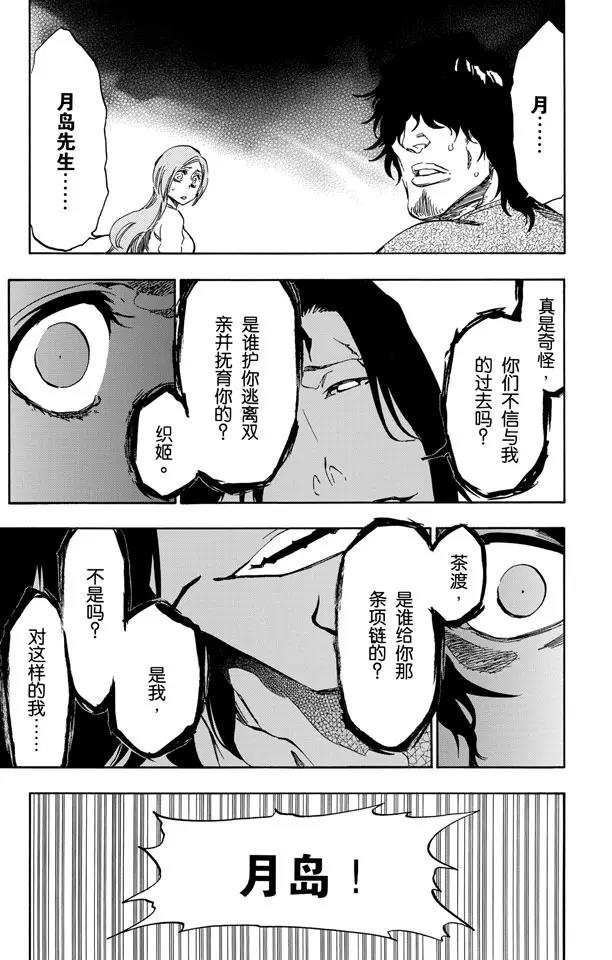 月……
月岛先生……
真是奇怪，
你们不信与我
的过去吗？
是谁护你逃离双
亲并抚育你的？
织姬。
茶渡，
是谁给你那
条项链的？
是我，
不是吗？
对这样的我……
月岛！